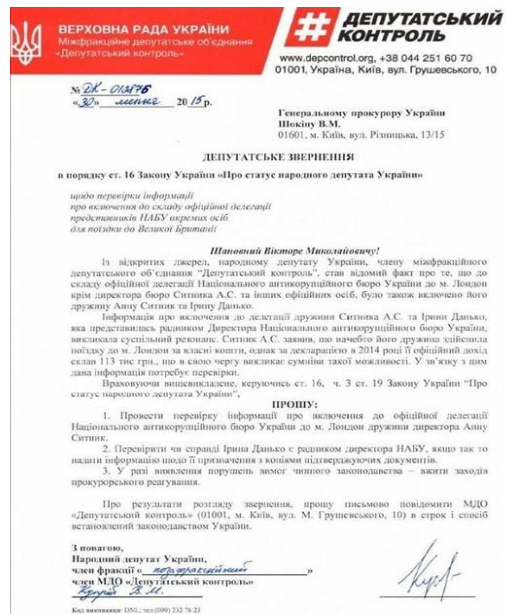 ВЕРХОВНА РАДА УКРАЇНИ
Міжфракційне депутатське об'єднання
«Депутатський контроль»
# ДЕПУТАТСЬКИЙ
КОНТРОЛЬ
www.depcontrol.org, +38 044 251 60 70
01001, Україна, Київ, вул. Грушевського, 10
№ ДК-
«30» липня 2015р.
Генеральному прокурору України
Шокіну В.М.
01601, м. Київ, вул. Різницька, 13/15
ДЕПУТАТСЬКЕ ЗВЕРНЕННЯ
в порядку ст. 16 Закону України «Про статус народного депутата України»
щодо перевірки інформації
про включення до складу офіційної делегації
представників НАБУ окремих осіб
для поїздки до Великої Британії
Шановний Вікторе Миколайовичу!
Із відкритих джерел, народному депутату України, члену міжфракційного
депутатського об'єднання "Депутатський контроль", став відомий факт про те, що до
складу офіційної делегації Національного антикорупційного бюро України до м. Лондон
крім директора бюро Ситника А.С. та інших офіційних осіб, було також включено його
дружину Анну Ситник та Ірину Данько.
Інформація про включення до делегації дружини Ситника А.С. та Ірини Данько,
яка представилась радником Директора Національного антикорупційного бюро України,
викликала суспільний резонанс. Ситник А.С. заявив, що начебто його дружина здійснила
поїздку до м. Лондон за власні кошти, однак за декларацією в 2014 році її офіційний дохід
склав 113 тис грн., що в свою чергу викликає сумніви такої можливості. У зв'язку з цим
дана інформація потребує перевірки.
Враховуючи вищевикладене, керуючись ст. 16, ч. 3 ст. 19 Закону України "Про
статус народного депутата України",
ПРОШУ:
1. Провести перевірку інформації про включення до офіційної делегації
Національного антикорупційного бюро України до м. Лондон дружини директора Анну
Ситник.
2. Перевірити чи справді Ірина Данько є радником директора НАБУ, якщо так то
надати інформацію щодо її призначення з копіями підтверджуючих документів.
3. У разі виявлення порушень вимог чинного законодавства – вжити заходів
прокурорського реагування.
Про результати розгляду звернення, прошу письмово повідомити МДО
«Депутатський контроль» (01001, м. Київ, вул. М. Грушевського, 10) в строк і спосіб
встановлений законодавством України.
З повагою,
Народний депутат України,
член фракції « позафракційний »
член МДО «Депутатський контроль»
Купрій В.М.
Код виконавця: DNL: тел (099) 232 76 23